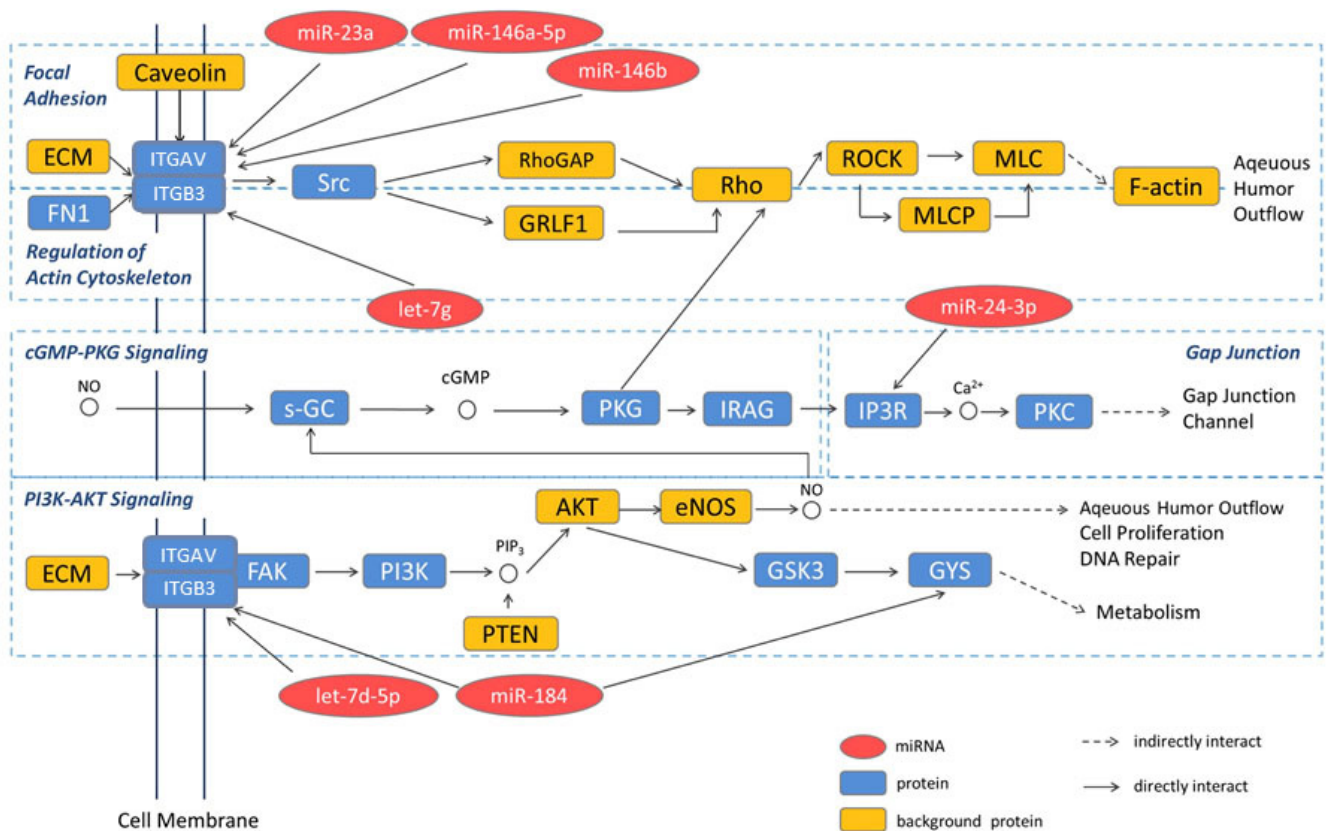 miR-23a
miR-146a-5p
miR-146b
Focal
Adhesion
Caveolin
ECM
ITGAV
ITGB3
FN1
Src
RhoGAP
GRLF1
Rho
ROCK
MLC
MLCP
F-actin
Aqeuous
Humor
Outflow
Regulation of
Actin Cytoskeleton
let-7g
miR-24-3p
cGMP-PKG Signaling
Gap Junction
NO
s-GC
cGMP
PKG
IRAG
IP3R
Ca²⁺
PKC
Gap Junction
Channel
PI3K-AKT Signaling
ECM
ITGAV
ITGB3
FAK
PI3K
PIP₃
PTEN
AKT
eNOS
NO
GSK3
GYS
Aqeuous Humor Outflow
Cell Proliferation
DNA Repair
Metabolism
let-7d-5p
miR-184
miRNA
protein
background protein
indirectly interact
directly interact
Cell Membrane